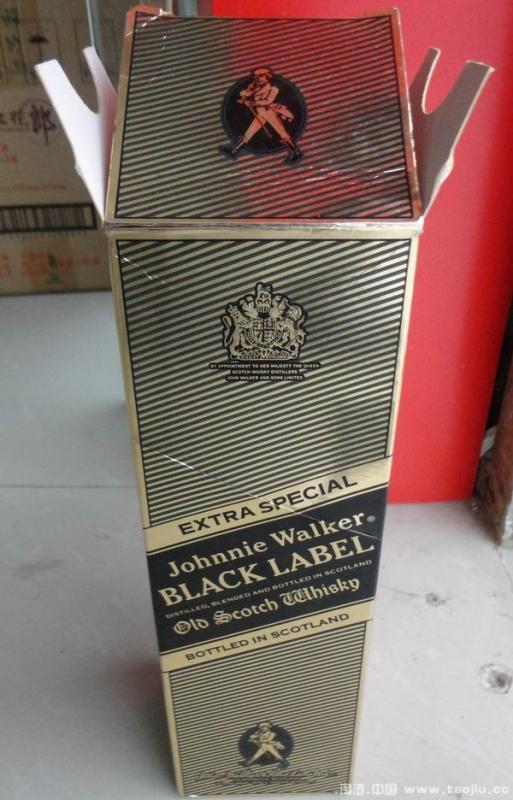 郎
BY APPOINTMENT TO HER MAJESTY THE QUEEN
SCOTCH WHISKY DISTILLERS
JOHN WALKER AND SONS LIMITED
EXTRA SPECIAL
Johnnie Walker®
BLACK LABEL
DISTILLED, BLENDED AND BOTTLED IN SCOTLAND
Old Scotch Whisky
BOTTLED IN SCOTLAND
淘酒.中国 www.taojiu.cc